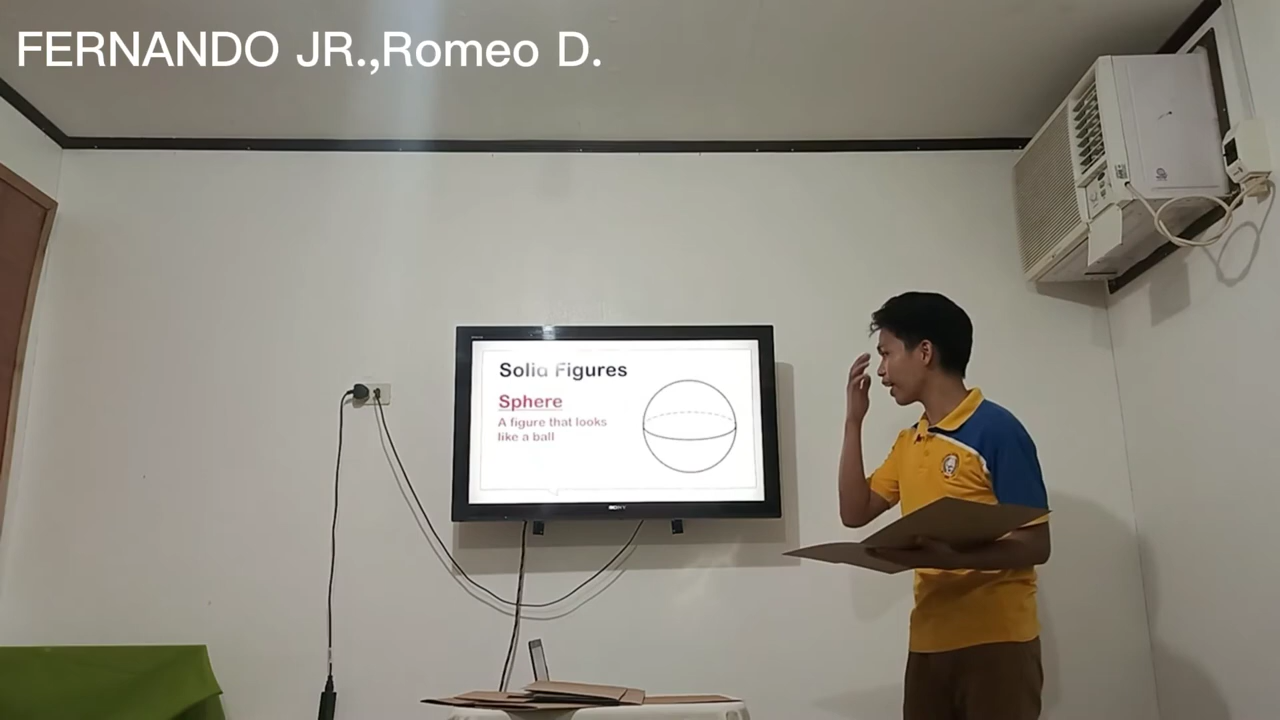 FERNANDO JR.,Romeo D.
Solid Figures
Sphere
A figure that looks
like a ball
SONY